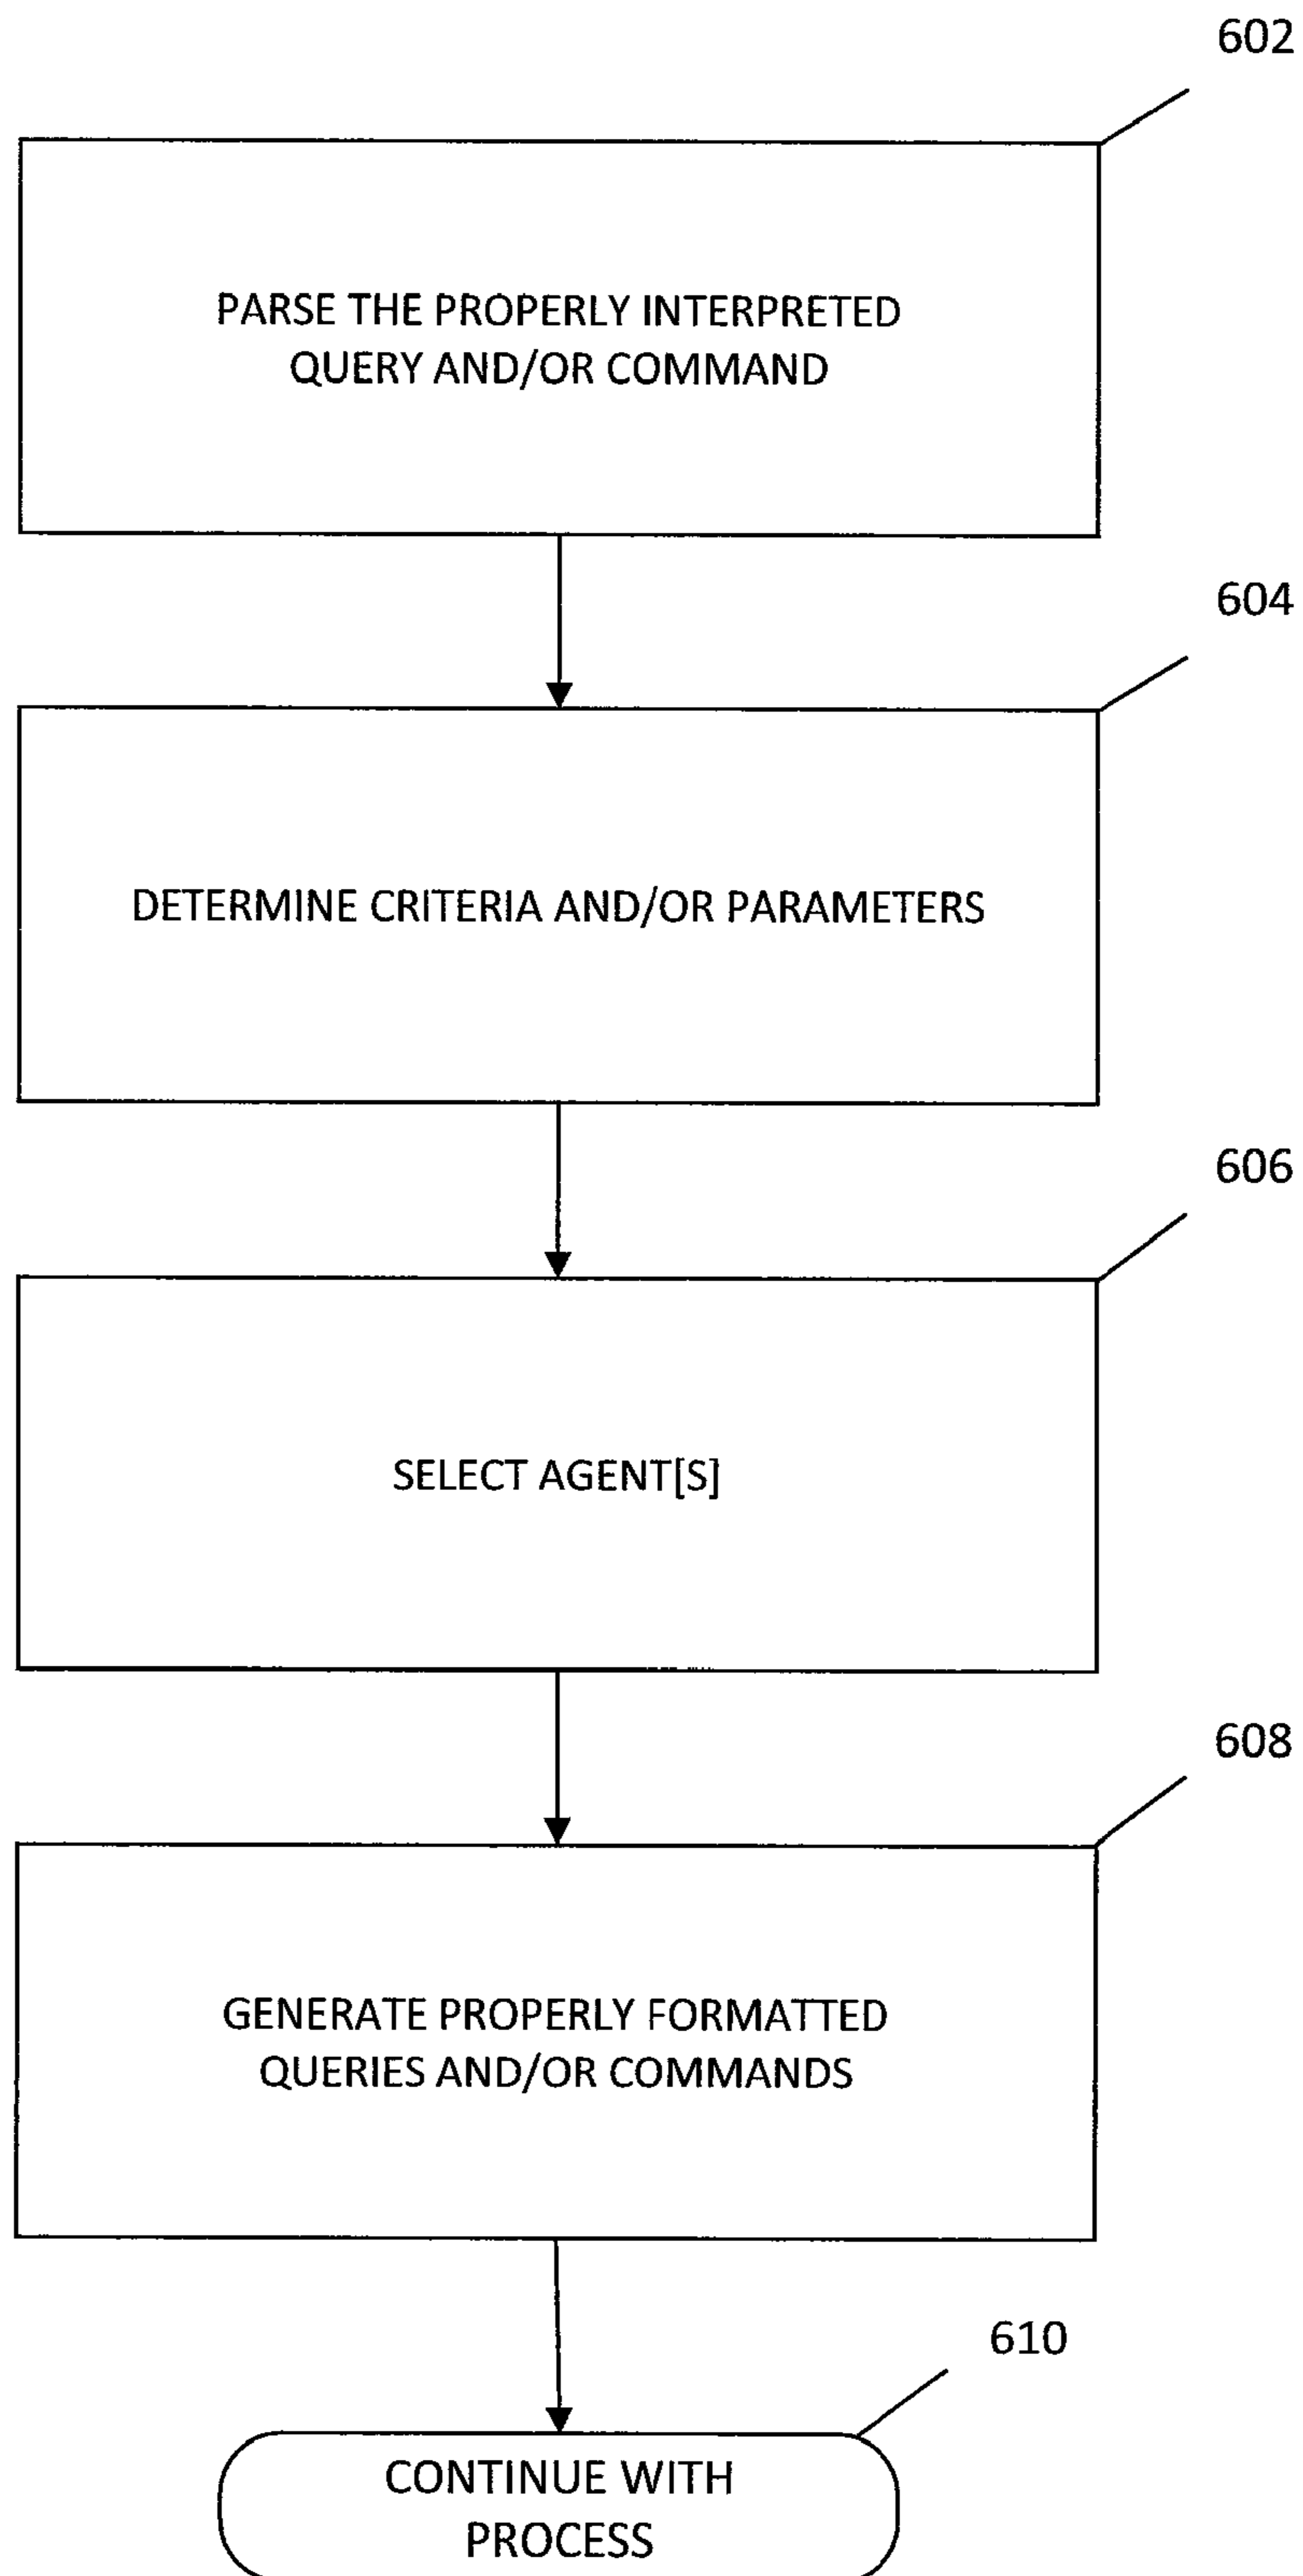 602
PARSE THE PROPERLY INTERPRETED
QUERY AND/OR COMMAND
604
DETERMINE CRITERIA AND/OR PARAMETERS
606
SELECT AGENT[S]
608
GENERATE PROPERLY FORMATTED
QUERIES AND/OR COMMANDS
610
CONTINUE WITH
PROCESS